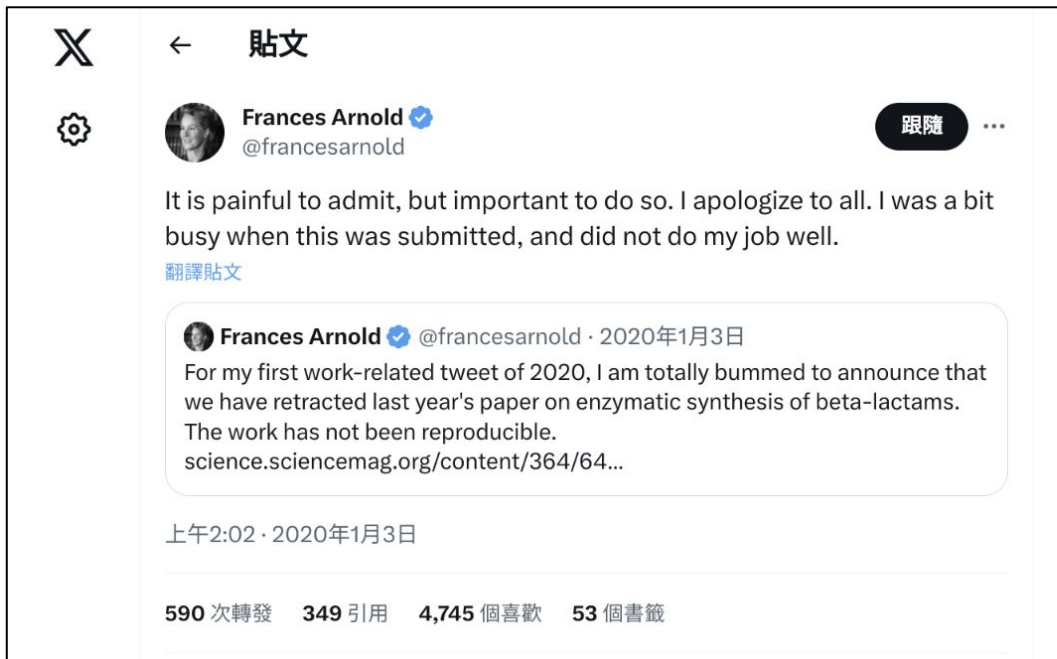 貼文
Frances Arnold
@francesarnold
跟隨
It is painful to admit, but important to do so. I apologize to all. I was a bit
busy when this was submitted, and did not do my job well.
翻譯貼文
Frances Arnold @francesarnold · 2020年1月3日
For my first work-related tweet of 2020, I am totally bummed to announce that
we have retracted last year's paper on enzymatic synthesis of beta-lactams.
The work has not been reproducible.
science.sciencemag.org/content/364/64...
上午2:02 · 2020年1月3日
590 次轉發 349 引用 4,745 個喜歡 53 個書籤